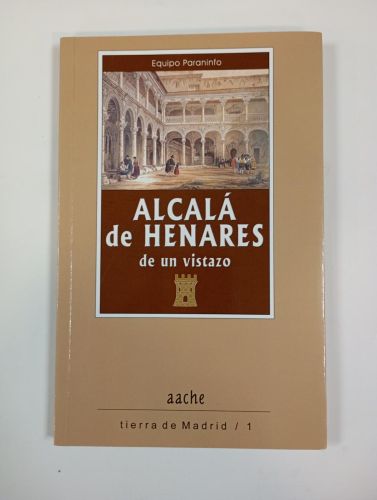 Equipo Paraninfo
ALCALÁ
de HENARES
de un vistazo
aache
tierra de Madrid / 1